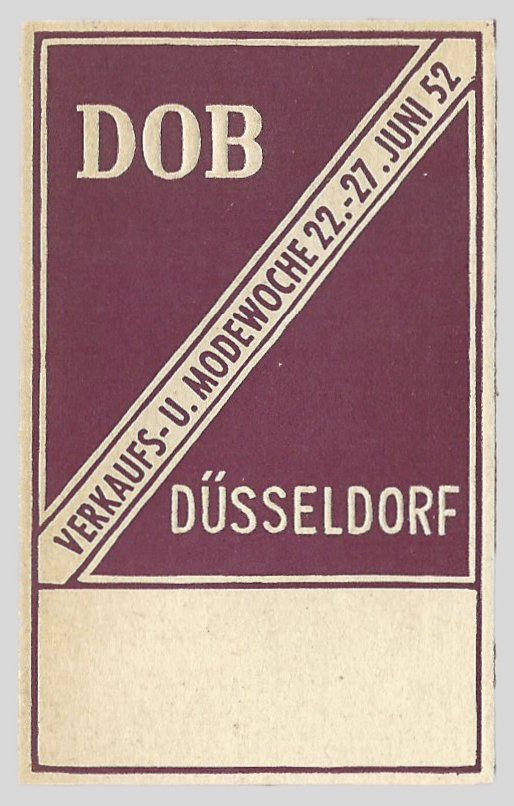 DOB
VERKAUFS- U. MODEWOCHE 22.-27. JUNI 52
DÜSSELDORF